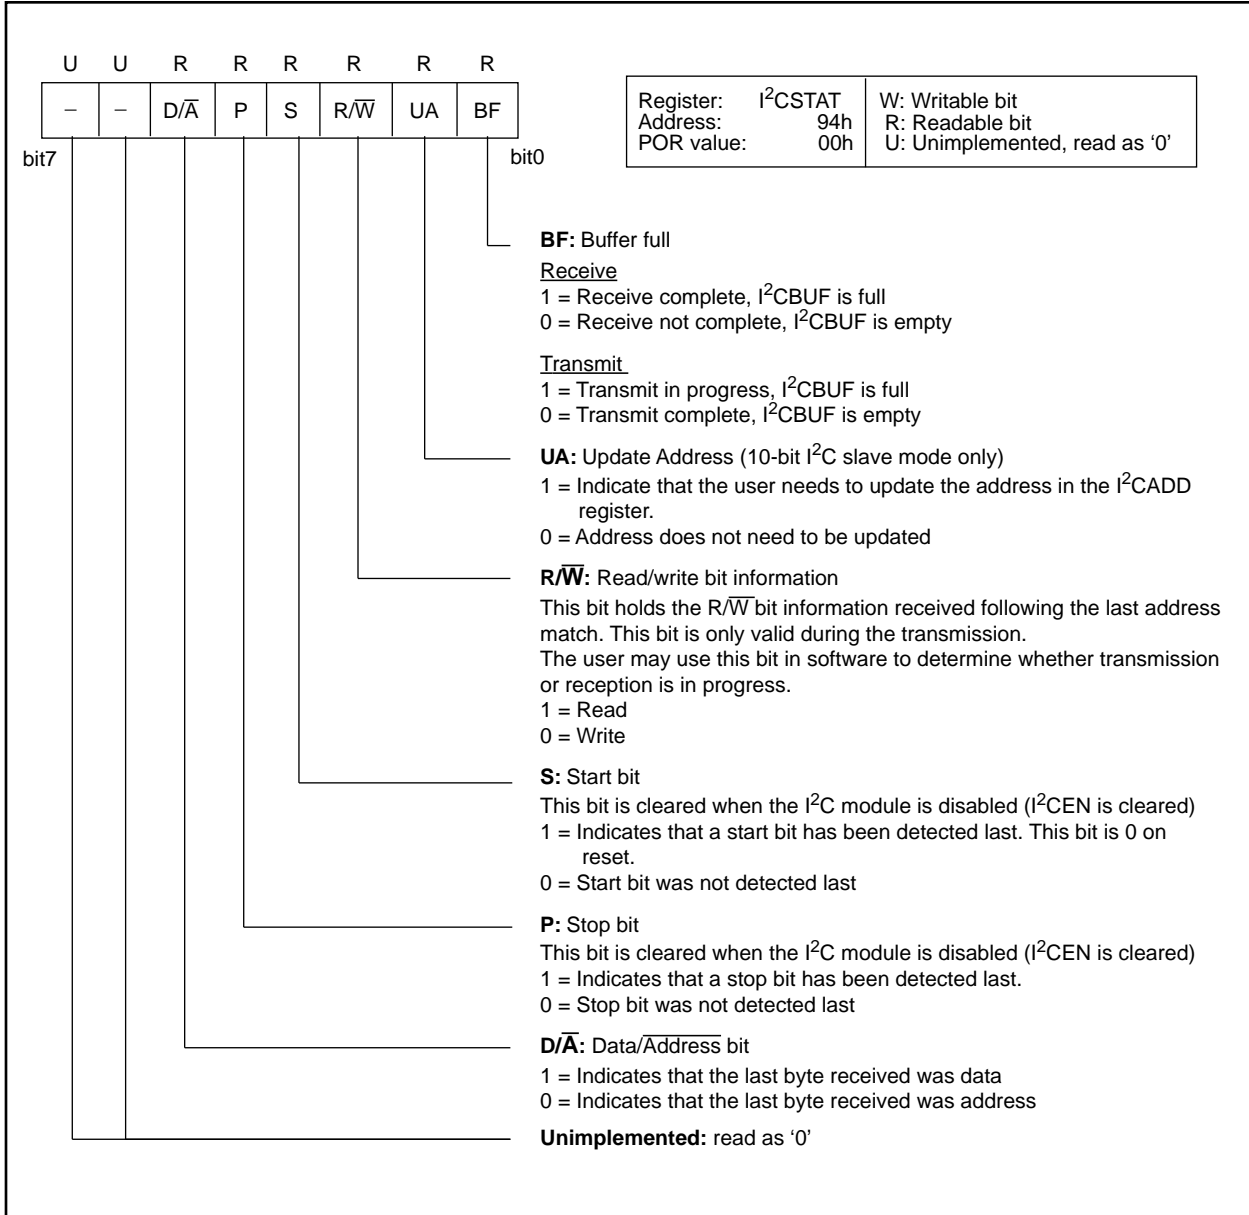 U U R R R R R R
– – D/A̅ P S R/W̅ UA BF
bit7 bit0
Register: I²CSTAT W: Writable bit
Address: 94h R: Readable bit
POR value: 00h U: Unimplemented, read as ‘0’
BF: Buffer full
Receive
1 = Receive complete, I²CBUF is full
0 = Receive not complete, I²CBUF is empty
Transmit
1 = Transmit in progress, I²CBUF is full
0 = Transmit complete, I²CBUF is empty
UA: Update Address (10-bit I²C slave mode only)
1 = Indicate that the user needs to update the address in the I²CADD
register.
0 = Address does not need to be updated
R/W̅: Read/write bit information
This bit holds the R/W̅ bit information received following the last address
match. This bit is only valid during the transmission.
The user may use this bit in software to determine whether transmission
or reception is in progress.
1 = Read
0 = Write
S: Start bit
This bit is cleared when the I²C module is disabled (I²CEN is cleared)
1 = Indicates that a start bit has been detected last. This bit is 0 on
reset.
0 = Start bit was not detected last
P: Stop bit
This bit is cleared when the I²C module is disabled (I²CEN is cleared)
1 = Indicates that a stop bit has been detected last.
0 = Stop bit was not detected last
D/A̅: Data/A̅d̅d̅r̅e̅s̅s̅ bit
1 = Indicates that the last byte received was data
0 = Indicates that the last byte received was address
Unimplemented: read as ‘0’